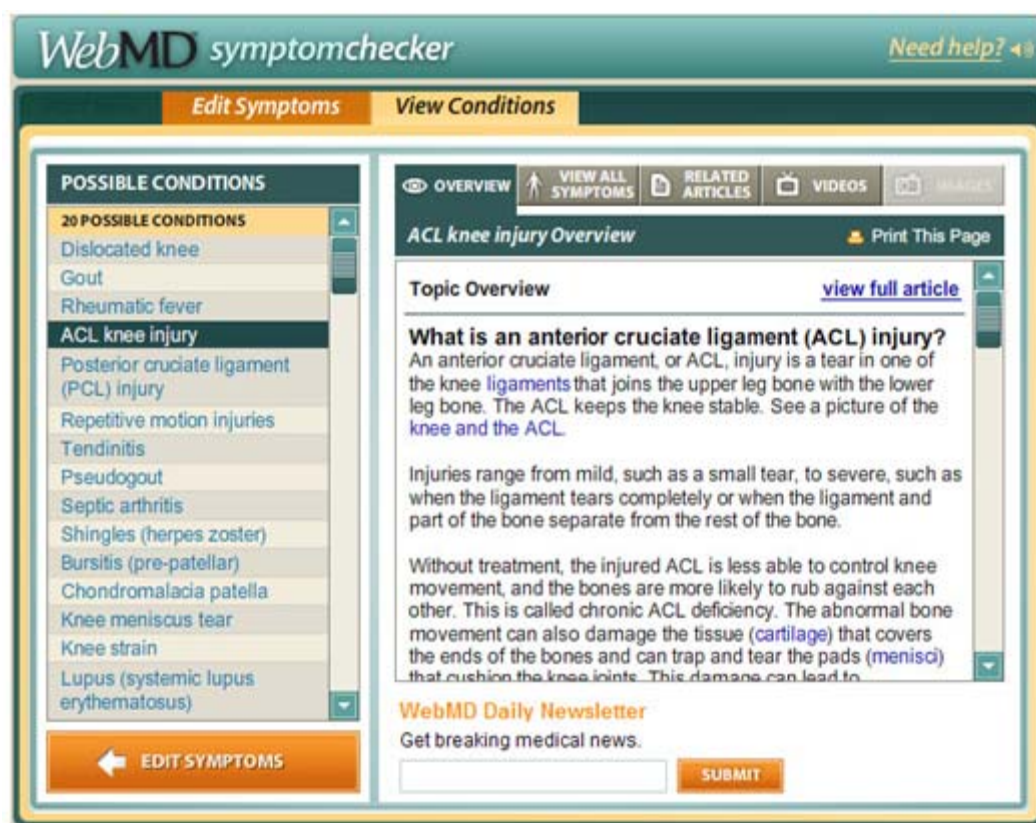 WebMD symptomchecker
Need help?
Edit Symptoms
View Conditions
POSSIBLE CONDITIONS
20 POSSIBLE CONDITIONS
Dislocated knee
Gout
Rheumatic fever
ACL knee injury
Posterior cruciate ligament
(PCL) injury
Repetitive motion injuries
Tendinitis
Pseudogout
Septic arthritis
Shingles (herpes zoster)
Bursitis (pre-patellar)
Chondromalacia patella
Knee meniscus tear
Knee strain
Lupus (systemic lupus
erythematosus)
EDIT SYMPTOMS
OVERVIEW
VIEW ALL
SYMPTOMS
RELATED
ARTICLES
VIDEOS
IMAGES
ACL knee injury Overview
Print This Page
Topic Overview
view full article
What is an anterior cruciate ligament (ACL) injury?
An anterior cruciate ligament, or ACL, injury is a tear in one of
the knee ligaments that joins the upper leg bone with the lower
leg bone. The ACL keeps the knee stable. See a picture of the
knee and the ACL.
Injuries range from mild, such as a small tear, to severe, such as
when the ligament tears completely or when the ligament and
part of the bone separate from the rest of the bone.
Without treatment, the injured ACL is less able to control knee
movement, and the bones are more likely to rub against each
other. This is called chronic ACL deficiency. The abnormal bone
movement can also damage the tissue (cartilage) that covers
the ends of the bones and can trap and tear the pads (menisci)
that cushion the knee joints. This damage can lead to
WebMD Daily Newsletter
Get breaking medical news.
SUBMIT